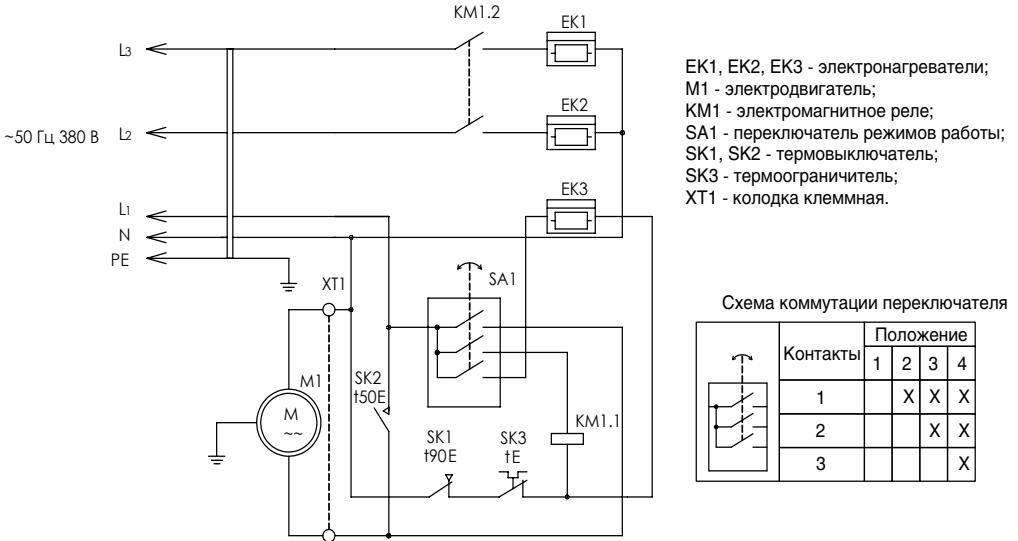 KM1.2
EK1
L3
EK2
~50 Гц 380 В
L2
EK3
L1
N
PE
XT1
SA1
M1
M
~~
SK2
t50E
SK1
t90E
SK3
tE
KM1.1
EK1, EK2, EK3 - электронагреватели;
M1 - электродвигатель;
KM1 - электромагнитное реле;
SA1 - переключатель режимов работы;
SK1, SK2 - термовыключатель;
SK3 - термоограничитель;
XT1 - колодка клеммная.
Схема коммутации переключателя
Контакты
Положение
1 2 3 4
1 X X X
2 X X
3 X